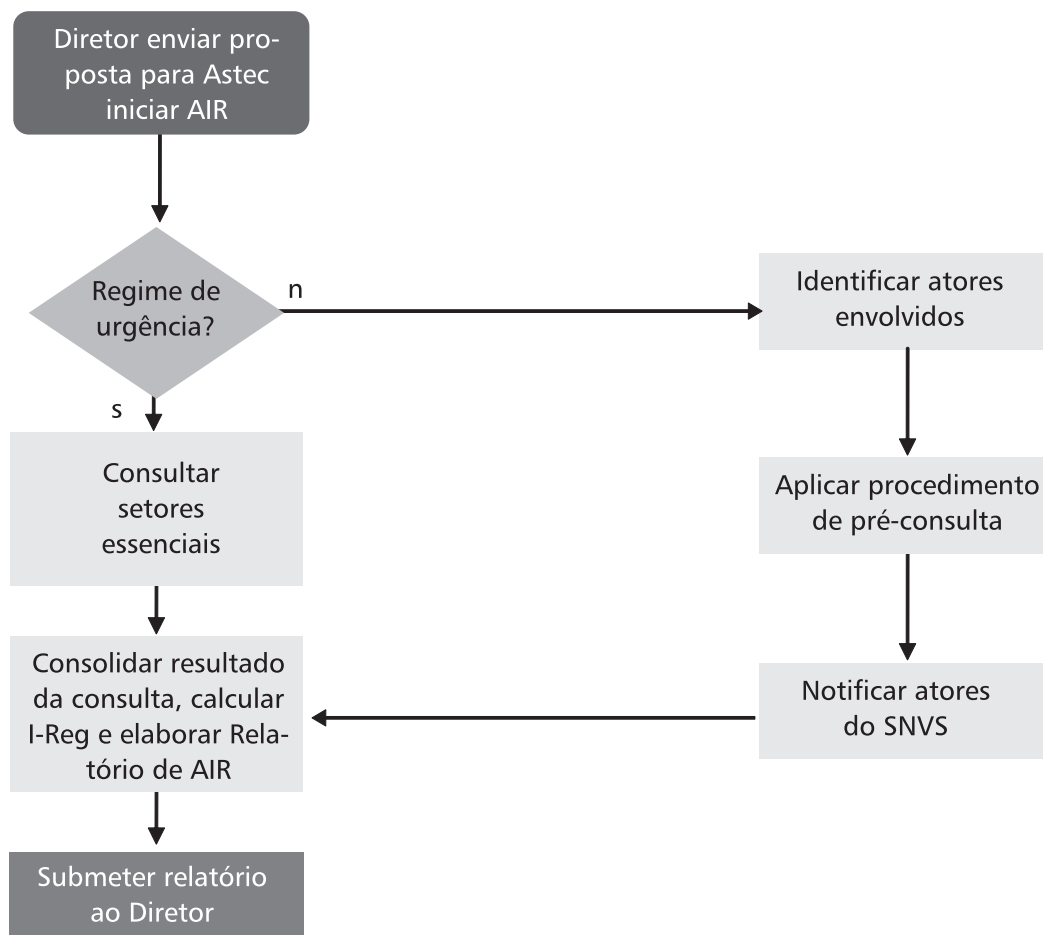 Diretor enviar pro-
posta para Astec
iniciar AIR
Regime de
urgência?
n
s
Identificar atores
envolvidos
Consultar
setores
essenciais
Aplicar procedimento
de pré-consulta
Consolidar resultado
da consulta, calcular
I-Reg e elaborar Rela-
tório de AIR
Notificar atores
do SNVS
Submeter relatório
ao Diretor